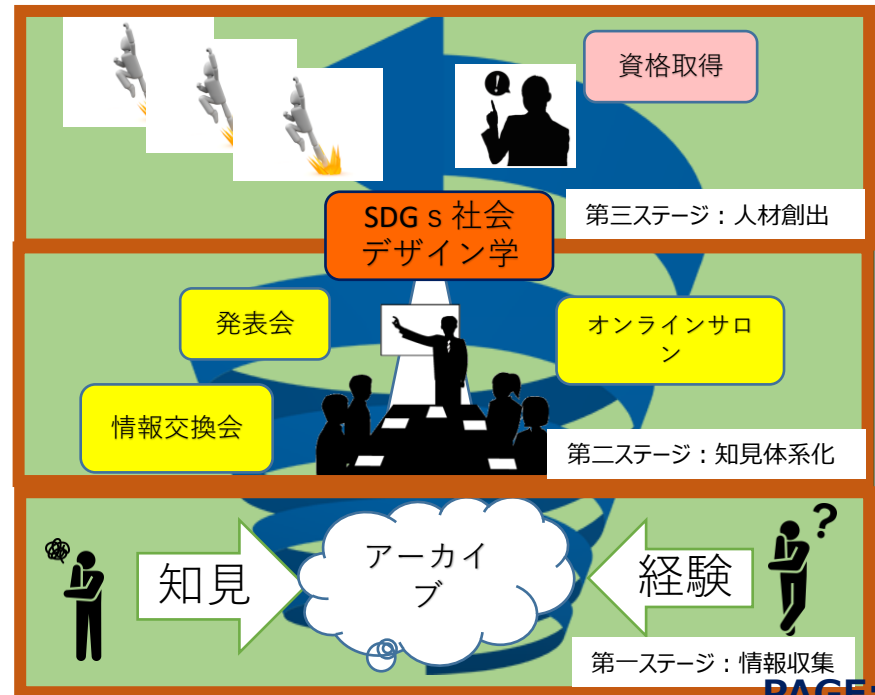 資格取得
第三ステージ：人材創出
SDGｓ社会
デザイン学
発表会
オンラインサロ
ン
情報交換会
第二ステージ：知見体系化
アーカイ
ブ
知見
経験
?
!
第一ステージ：情報収集
PAGE: